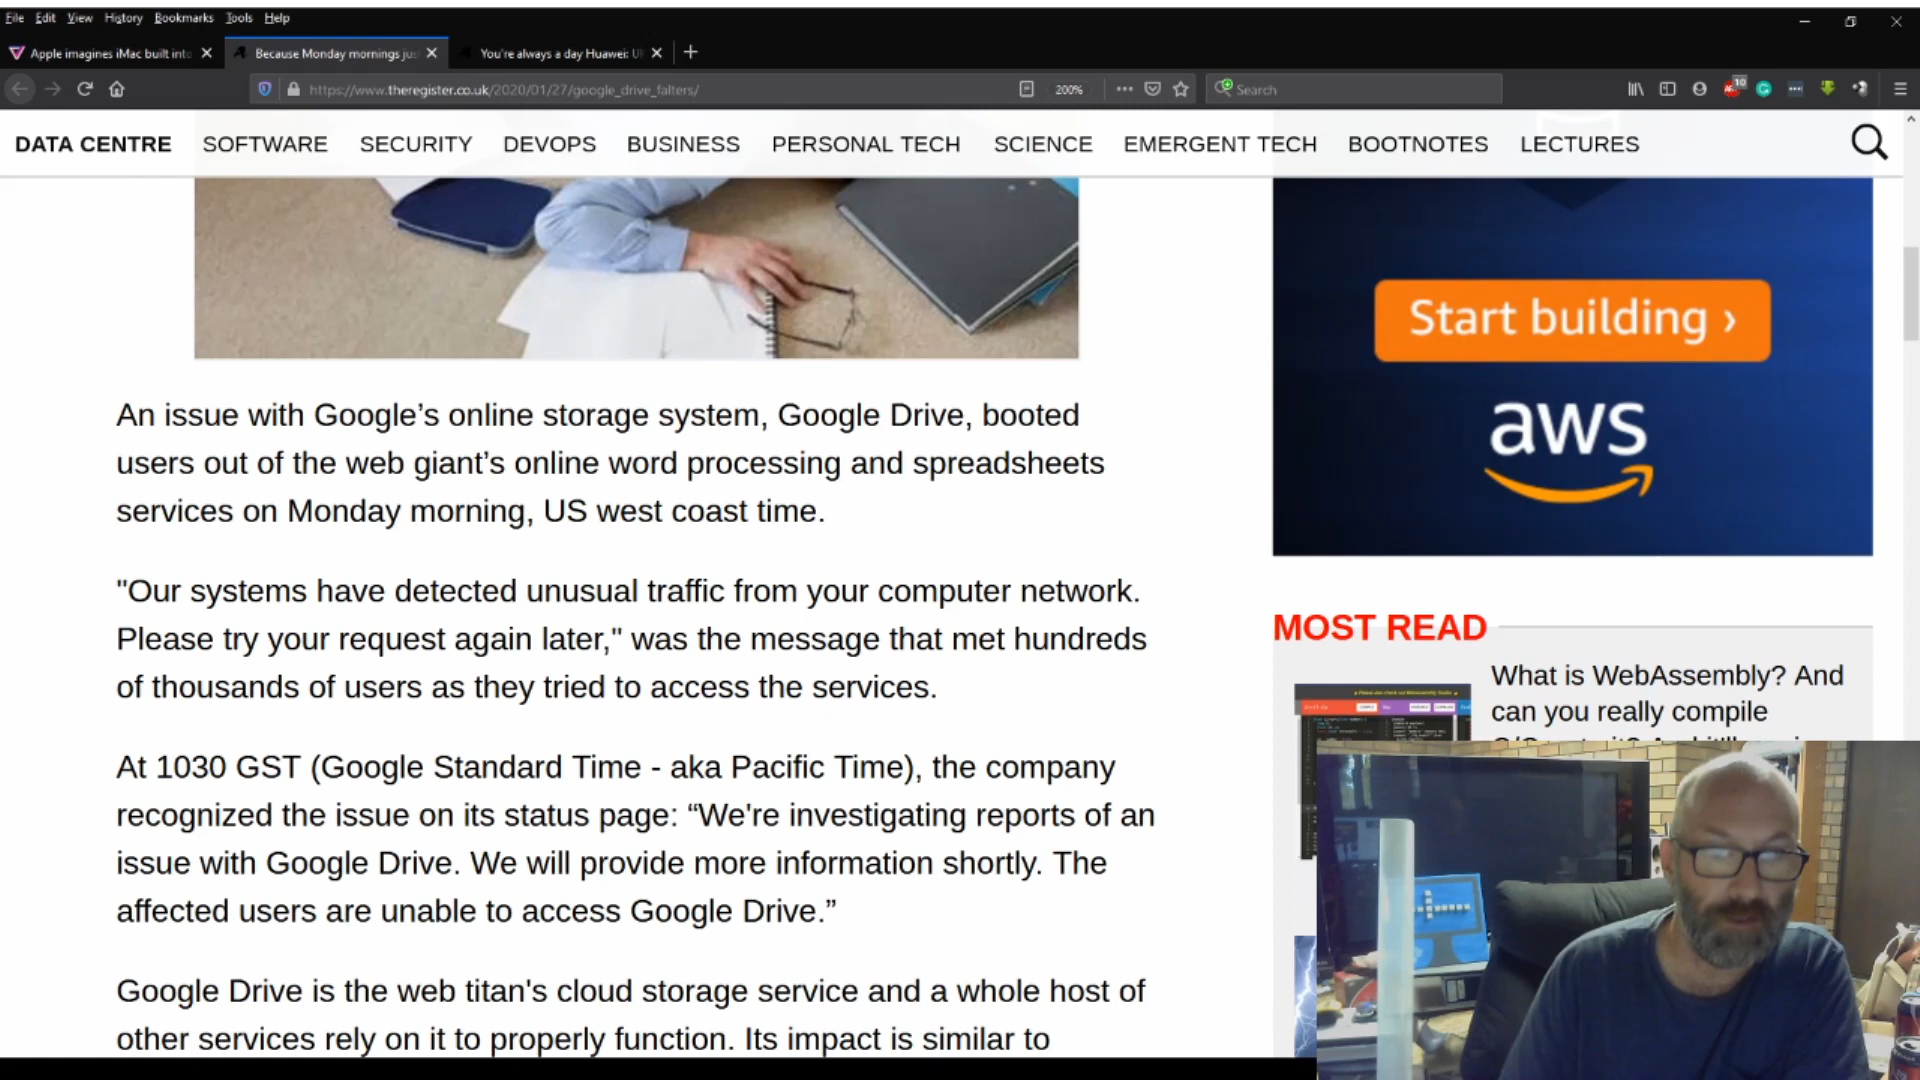 File Edit View History Bookmarks Tools Help
Apple imagines iMac built into
Because Monday mornings jus
You're always a day Huawei: U
https://www.theregister.co.uk/2020/01/27/google_drive_falters/
200%
Search
10
DATA CENTRE SOFTWARE SECURITY DEVOPS BUSINESS PERSONAL TECH SCIENCE EMERGENT TECH BOOTNOTES LECTURES
Start building ›
aws
An issue with Google’s online storage system, Google Drive, booted
users out of the web giant’s online word processing and spreadsheets
services on Monday morning, US west coast time.
"Our systems have detected unusual traffic from your computer network.
Please try your request again later," was the message that met hundreds
of thousands of users as they tried to access the services.
At 1030 GST (Google Standard Time - aka Pacific Time), the company
recognized the issue on its status page: “We're investigating reports of an
issue with Google Drive. We will provide more information shortly. The
affected users are unable to access Google Drive.”
Google Drive is the web titan's cloud storage service and a whole host of
other services rely on it to properly function. Its impact is similar to
MOST READ
What is WebAssembly? And
can you really compile